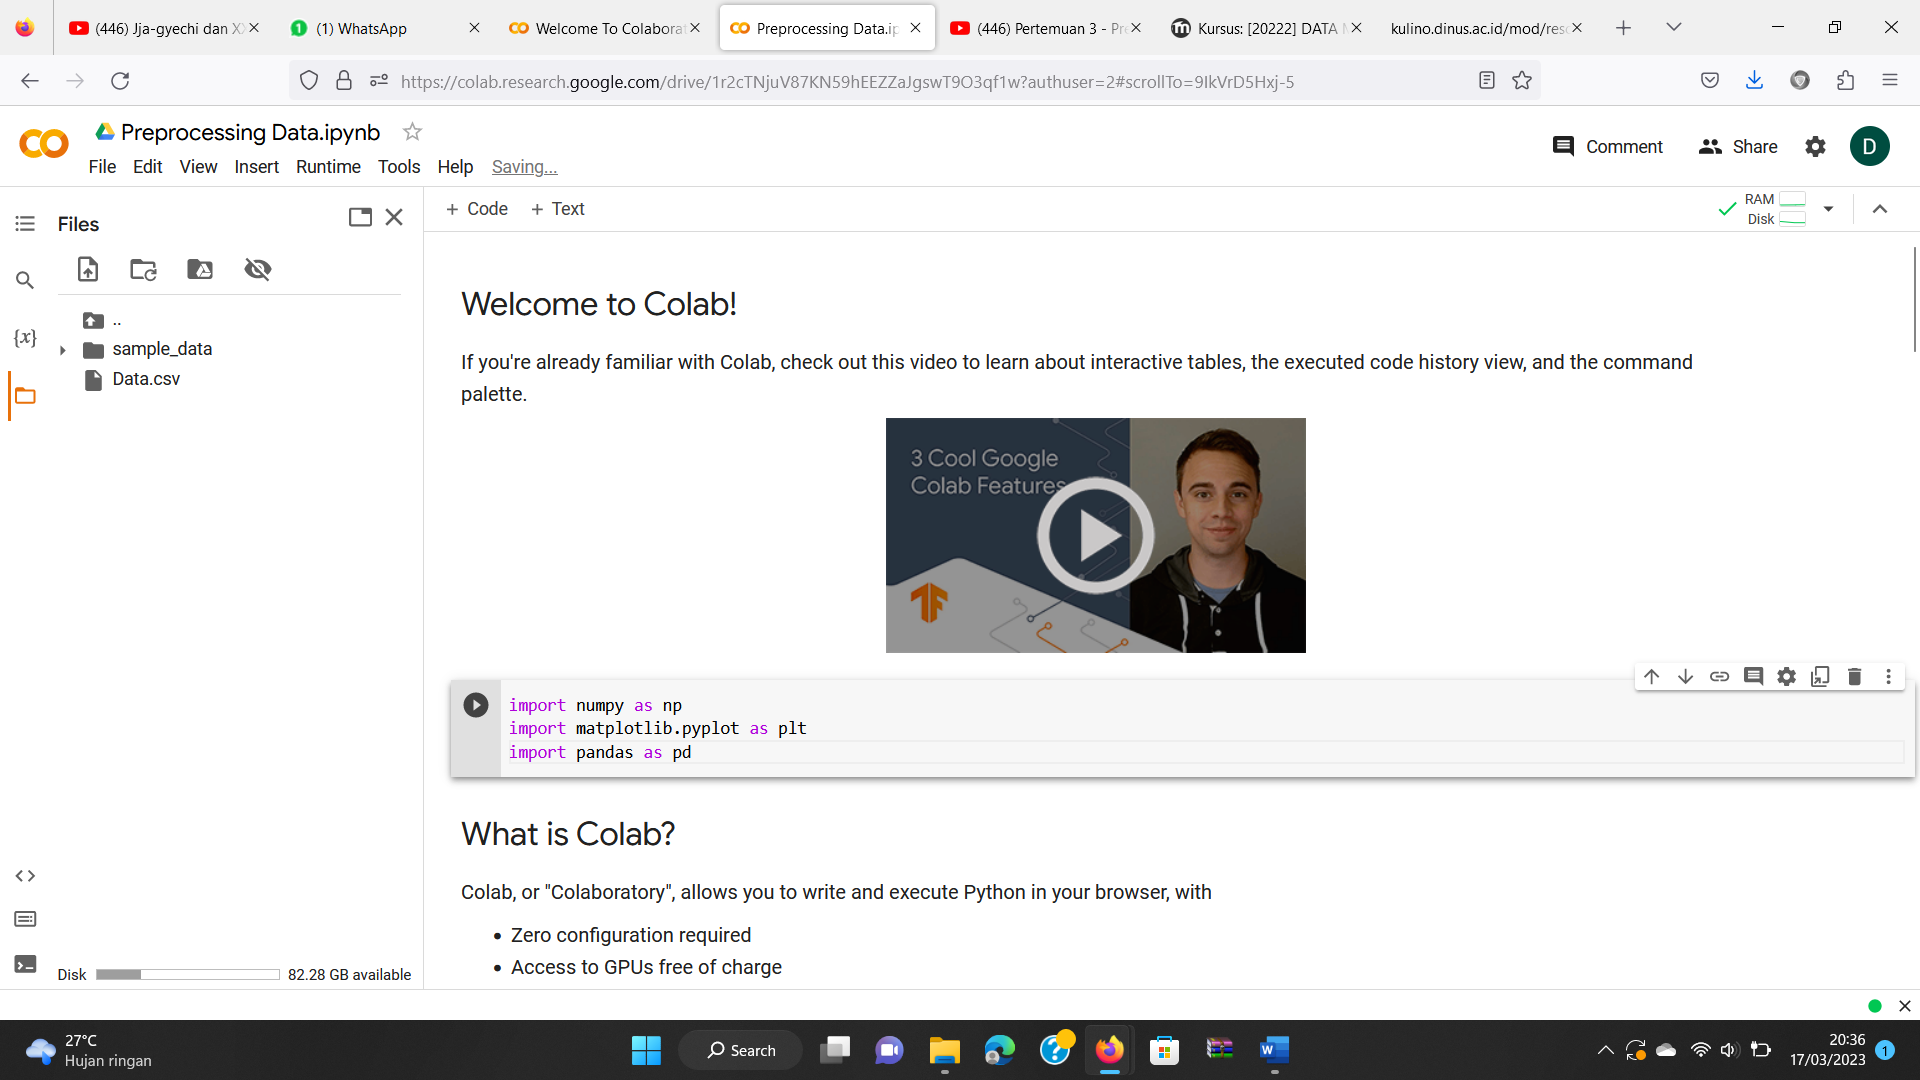 (446) Jja-gyechi dan XX
(1) WhatsApp
Welcome To Colaborat
Preprocessing Data.ip
(446) Pertemuan 3 - Pre
Kursus: [20222] DATA M
kulino.dinus.ac.id/mod/reso
https://colab.research.google.com/drive/1r2cTNjuV87KN59hEEZZaJgswT9O3qf1w?authuser=2#scrollTo=9IkVrD5Hxj-5
Preprocessing Data.ipynb
Comment
Share
D
File Edit View Insert Runtime Tools Help Saving...
Files
+ Code + Text
RAM
Disk
..
sample_data
Data.csv
{x}
Welcome to Colab!
If you're already familiar with Colab, check out this video to learn about interactive tables, the executed code history view, and the command
palette.
3 Cool Google
Colab Features
import numpy as np
import matplotlib.pyplot as plt
import pandas as pd
What is Colab?
Colab, or "Colaboratory", allows you to write and execute Python in your browser, with
• Zero configuration required
• Access to GPUs free of charge
Disk 82.28 GB available
27°C
Hujan ringan
Search
20:36
17/03/2023
1